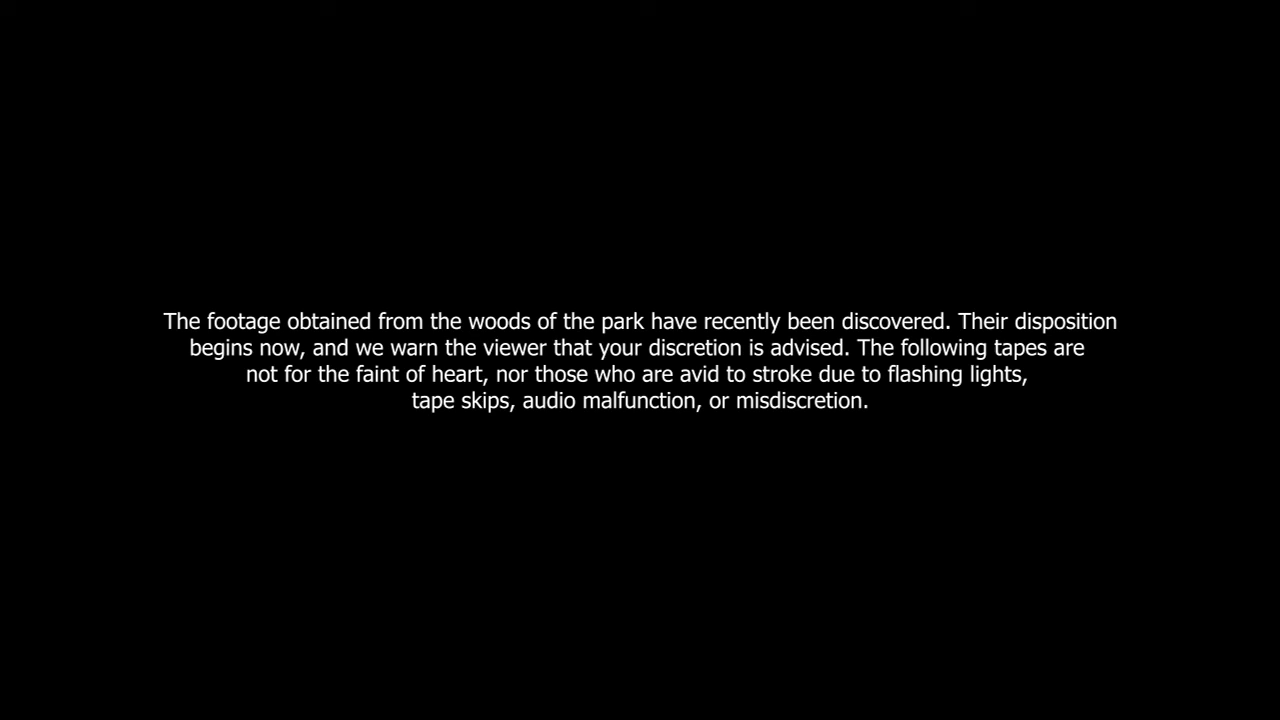 The footage obtained from the woods of the park have recently been discovered. Their disposition
begins now, and we warn the viewer that your discretion is advised. The following tapes are
not for the faint of heart, nor those who are avid to stroke due to flashing lights,
tape skips, audio malfunction, or misdiscretion.